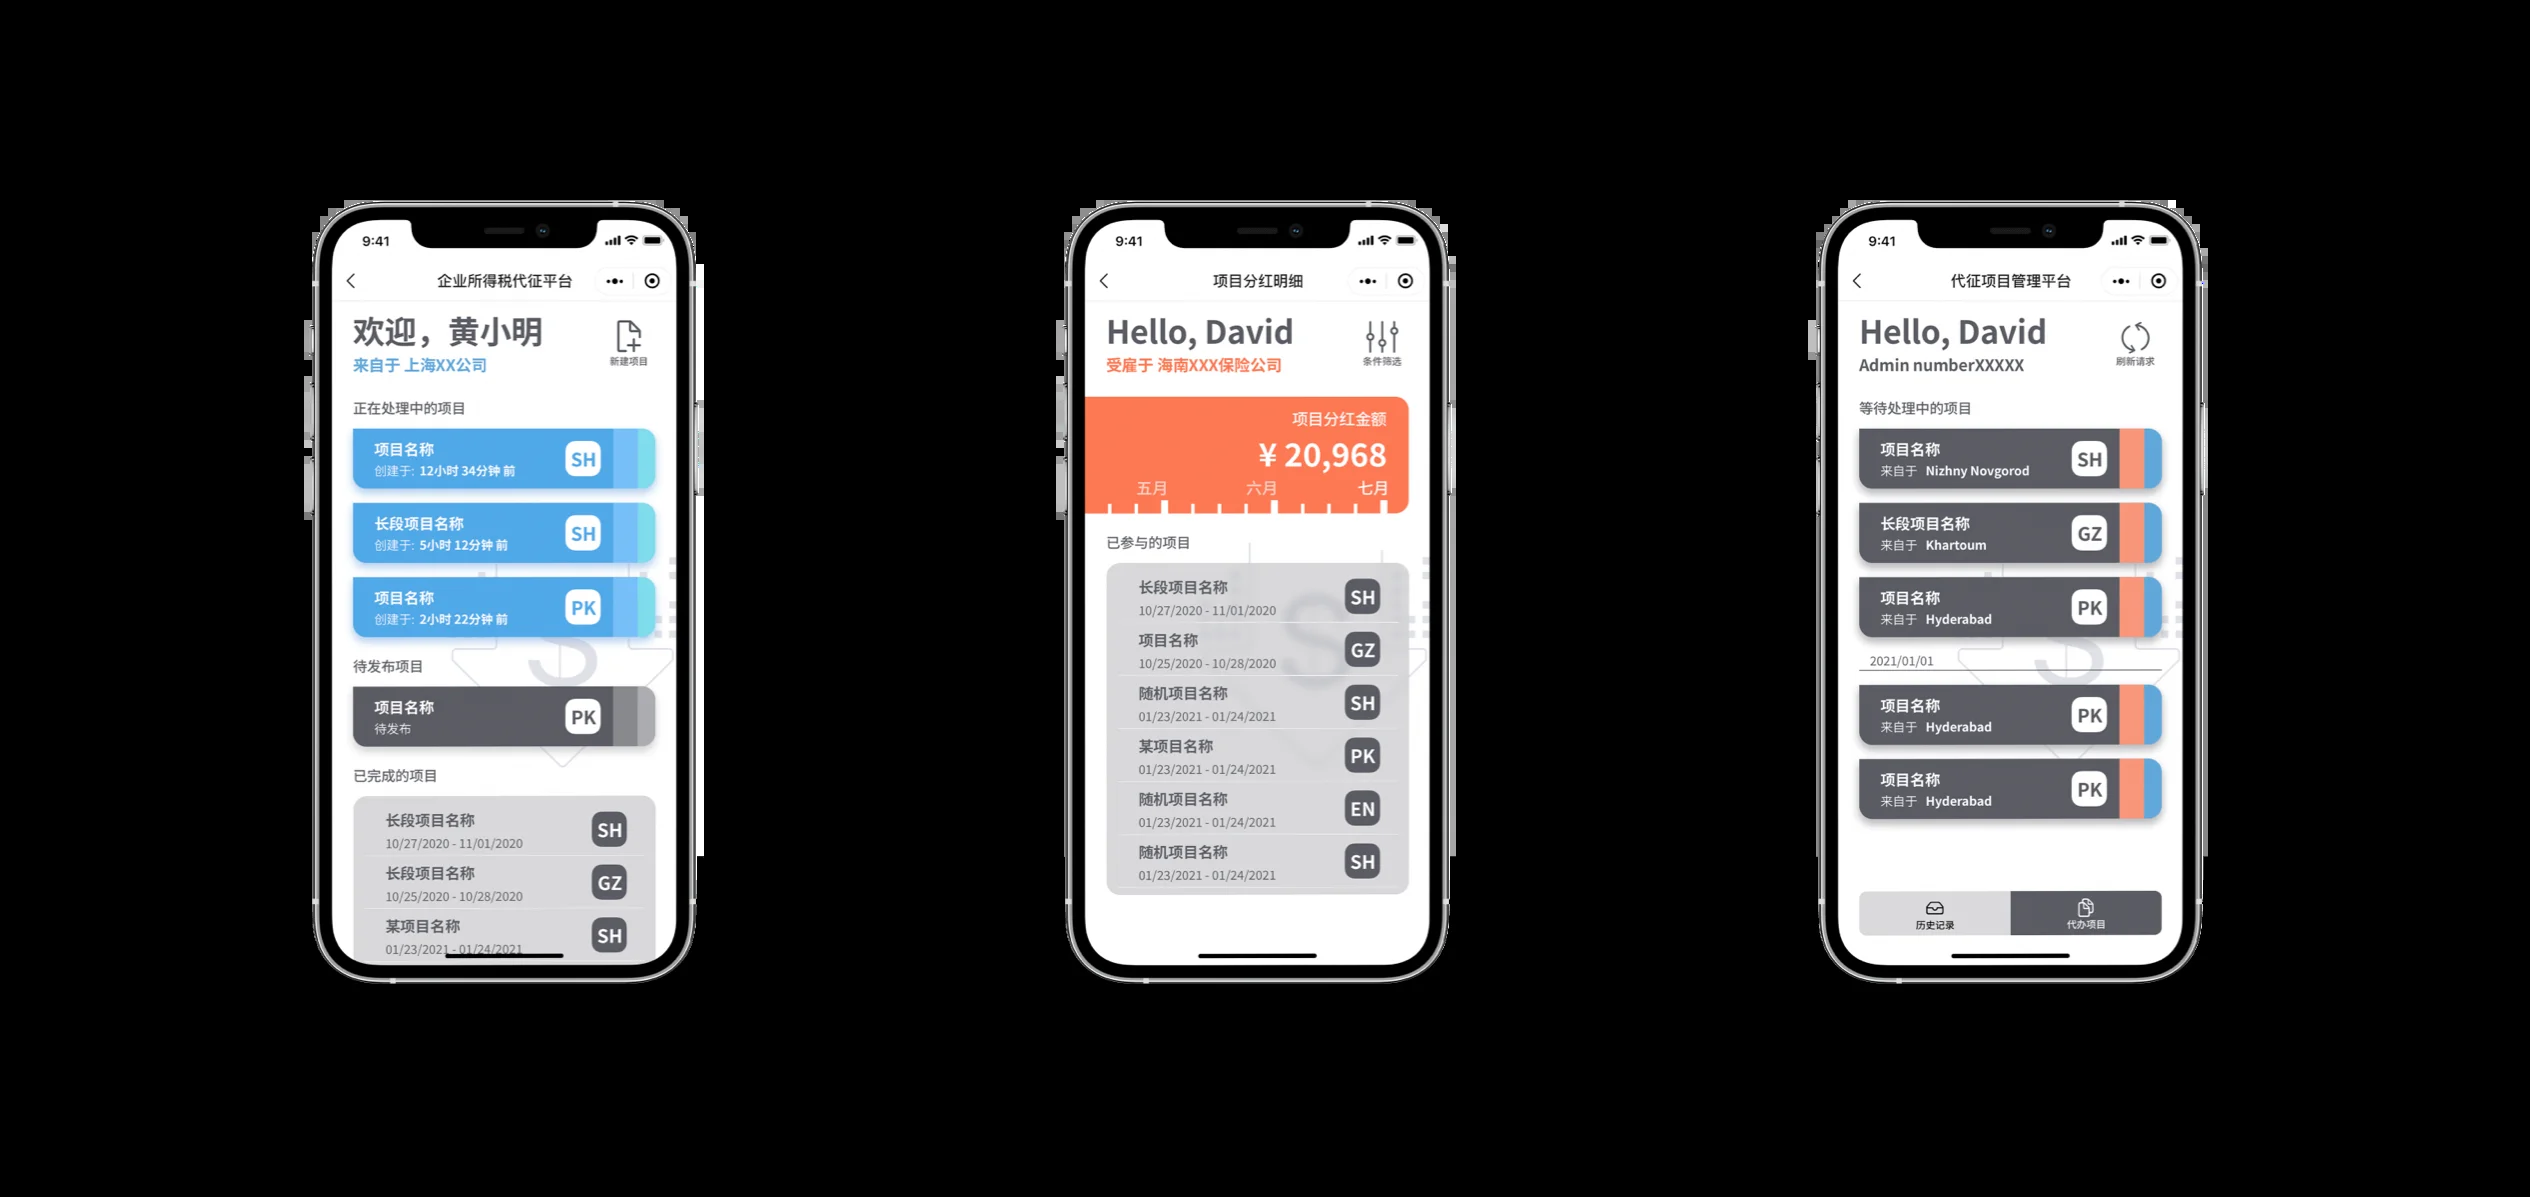 9:41
企业所得税代征平台
欢迎，黄小明
来自于 上海XX公司
新建项目
正在处理中的项目
项目名称
创建于: 12小时 34分钟 前
SH
长段项目名称
创建于: 5小时 12分钟 前
SH
项目名称
创建于: 2小时 22分钟 前
PK
待发布项目
项目名称
待发布
PK
已完成的项目
长段项目名称
10/27/2020 - 11/01/2020
SH
长段项目名称
10/25/2020 - 10/28/2020
GZ
某项目名称
01/23/2021 - 01/24/2021
SH
9:41
项目分红明细
Hello, David
受雇于 海南XXX保险公司
条件筛选
项目分红金额
¥ 20,968
五月 六月 七月
已参与的项目
长段项目名称
10/27/2020 - 11/01/2020
SH
项目名称
10/25/2020 - 10/28/2020
GZ
随机项目名称
01/23/2021 - 01/24/2021
SH
某项目名称
01/23/2021 - 01/24/2021
PK
随机项目名称
01/23/2021 - 01/24/2021
EN
随机项目名称
01/23/2021 - 01/24/2021
SH
9:41
代征项目管理平台
Hello, David
Admin numberXXXXX
刷新请求
等待处理中的项目
项目名称
来自于 Nizhny Novgorod
SH
长段项目名称
来自于 Khartoum
GZ
项目名称
来自于 Hyderabad
PK
2021/01/01
项目名称
来自于 Hyderabad
PK
项目名称
来自于 Hyderabad
PK
历史记录
代办项目